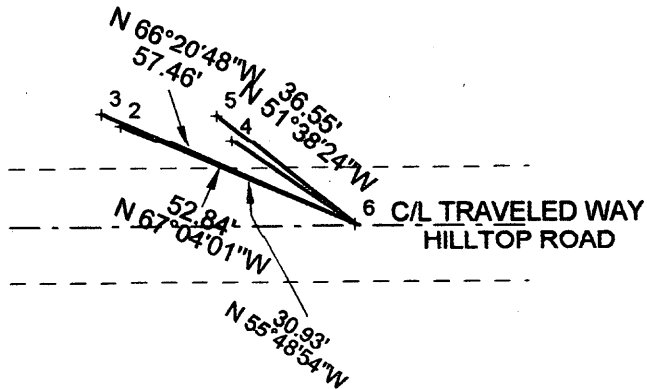 N 66°20'48"W
57.46'
36.55'
N 51°38'24"W
3
2
5
4
6
C/L TRAVELED WAY
HILLTOP ROAD
52.84'
N 67°04'01"W
30.93'
N 55°48'54"W